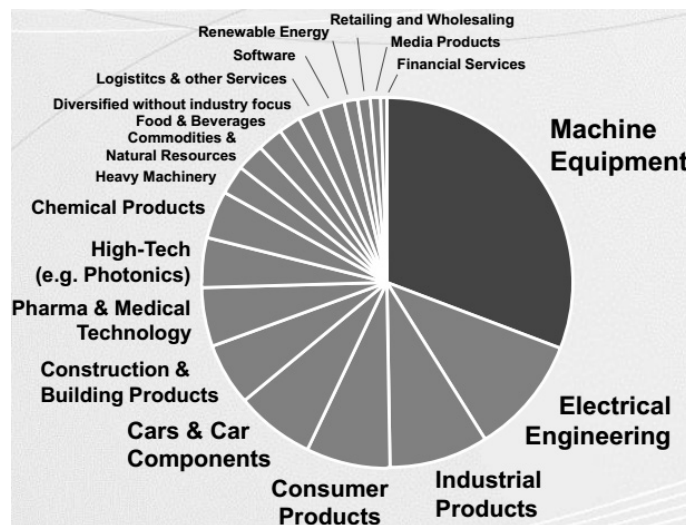 Retailing and Wholesaling
Renewable Energy
Media Products
Software
Financial Services
Logistitcs & other Services
Diversified without industry focus
Food & Beverages
Commodities &
Natural Resources
Heavy Machinery
Chemical Products
High-Tech
(e.g. Photonics)
Pharma & Medical
Technology
Construction &
Building Products
Cars & Car
Components
Consumer
Products
Industrial
Products
Electrical
Engineering
Machine
Equipment